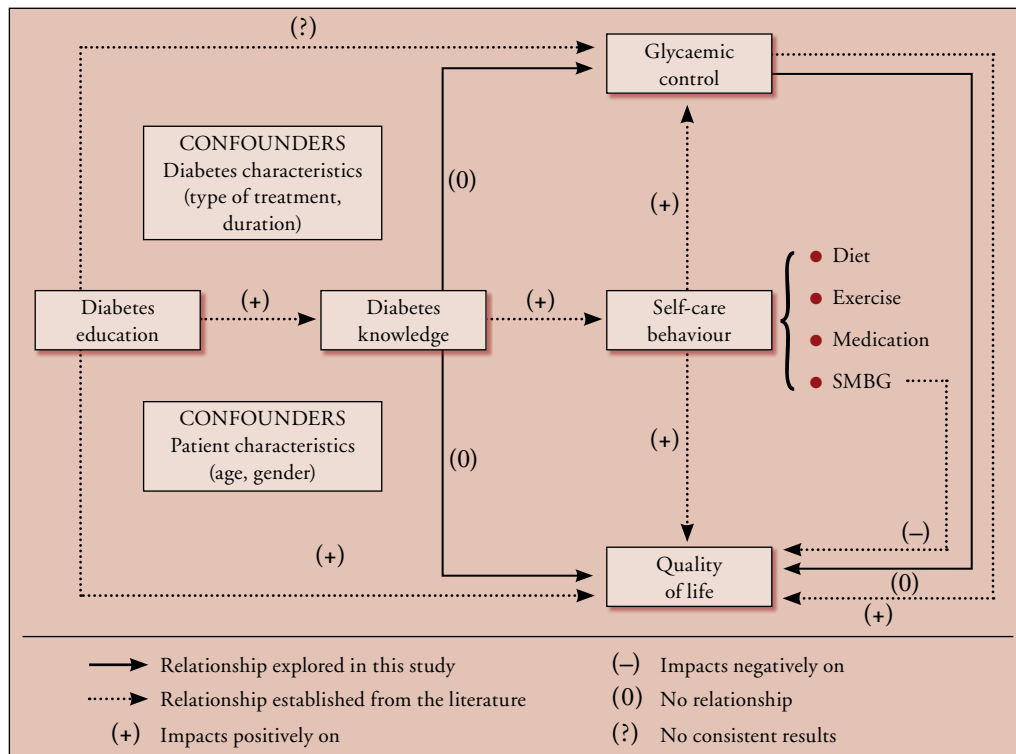 (?)
Glycaemic
control
CONFOUNDERS
Diabetes characteristics
(type of treatment,
duration)
(0)
(+)
Diabetes
education
(+)
Diabetes
knowledge
(+)
Self-care
behaviour
Diet
Exercise
Medication
SMBG
CONFOUNDERS
Patient characteristics
(age, gender)
(0)
(+)
(+)
(–)
Quality
of life
(0)
(+)
Relationship explored in this study
Relationship established from the literature
(+) Impacts positively on
(–) Impacts negatively on
(0) No relationship
(?) No consistent results